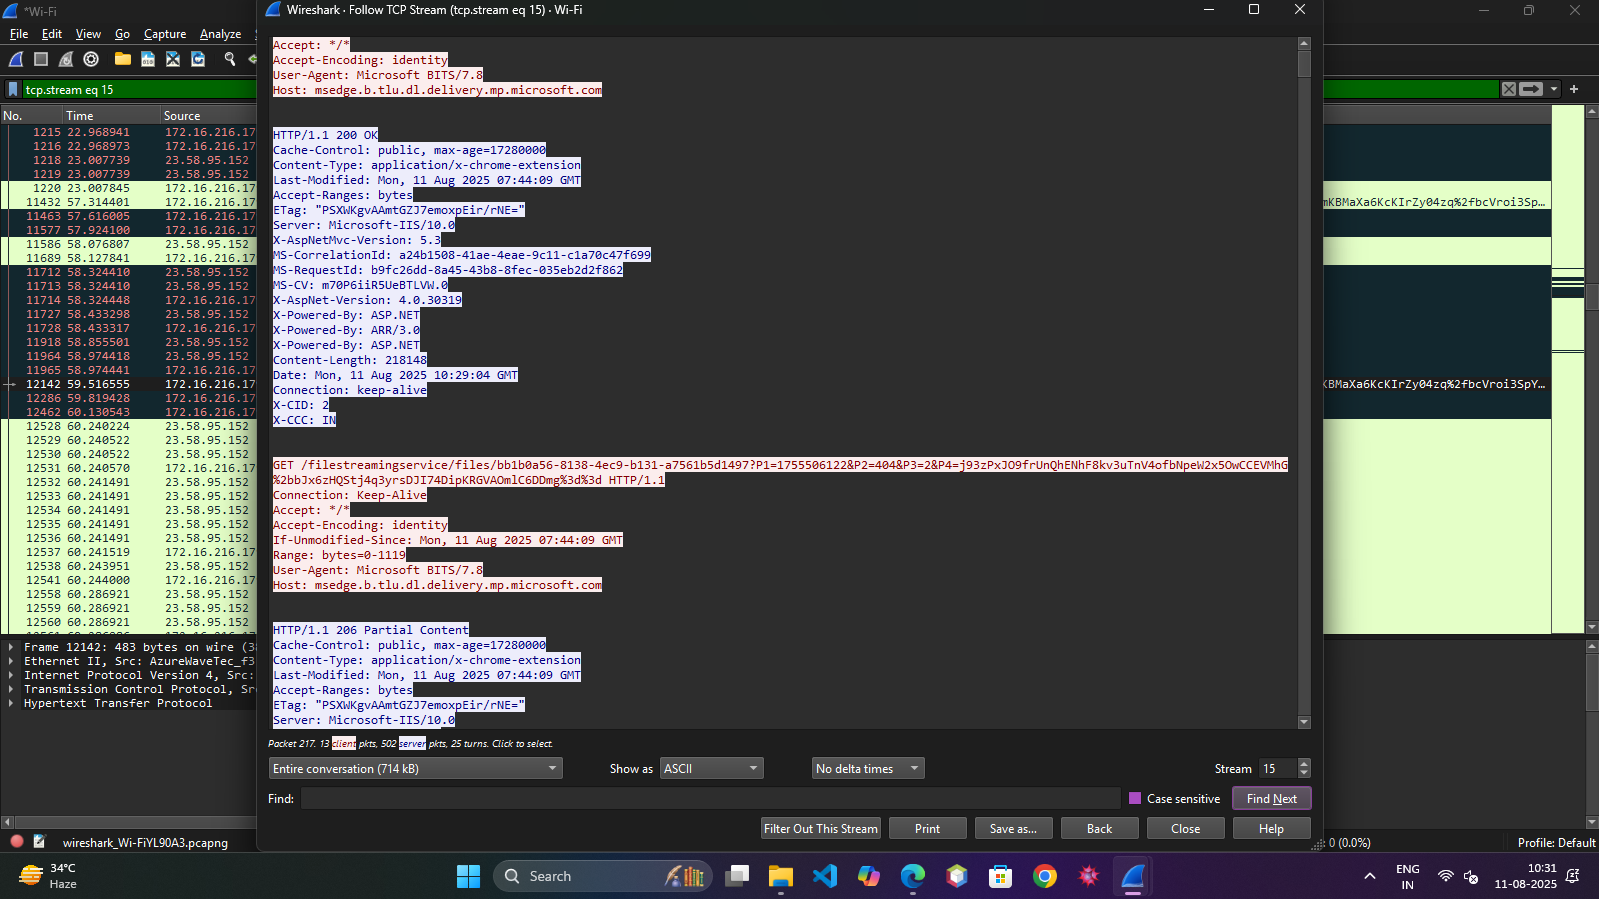 *Wi-Fi
Wireshark · Follow TCP Stream (tcp.stream eq 15) · Wi-Fi
File Edit View Go Capture Analyze
tcp.stream eq 15
No. Time Source
1215 22.968941 172.16.216.17
1216 22.968973 172.16.216.17
1218 23.007739 23.58.95.152
1219 23.007739 23.58.95.152
1220 23.007845 172.16.216.17
11432 57.314401 172.16.216.17
11463 57.616005 172.16.216.17
11577 57.924100 172.16.216.17
11586 58.076807 23.58.95.152
11689 58.127841 172.16.216.17
11712 58.324410 23.58.95.152
11713 58.324410 23.58.95.152
11714 58.324448 172.16.216.17
11727 58.433298 23.58.95.152
11728 58.433317 172.16.216.17
11918 58.855501 23.58.95.152
11964 58.974418 23.58.95.152
11965 58.974441 172.16.216.17
12142 59.516555 172.16.216.17
12286 59.819428 172.16.216.17
12462 60.130543 172.16.216.17
12528 60.240224 23.58.95.152
12529 60.240522 23.58.95.152
12530 60.240522 23.58.95.152
12531 60.240570 172.16.216.17
12532 60.241491 23.58.95.152
12533 60.241491 23.58.95.152
12534 60.241491 23.58.95.152
12535 60.241491 23.58.95.152
12536 60.241491 23.58.95.152
12537 60.241519 172.16.216.17
12538 60.243951 23.58.95.152
12541 60.244000 172.16.216.17
12558 60.286921 23.58.95.152
12559 60.286921 23.58.95.152
12560 60.286921 23.58.95.152
Frame 12142: 483 bytes on wire (38
Ethernet II, Src: AzureWaveTec_f3
Internet Protocol Version 4, Src:
Transmission Control Protocol, Src
Hypertext Transfer Protocol
Accept: */*
Accept-Encoding: identity
User-Agent: Microsoft BITS/7.8
Host: msedge.b.tlu.dl.delivery.mp.microsoft.com
HTTP/1.1 200 OK
Cache-Control: public, max-age=17280000
Content-Type: application/x-chrome-extension
Last-Modified: Mon, 11 Aug 2025 07:44:09 GMT
Accept-Ranges: bytes
ETag: "PSXWKgvAAmtGZJ7emoxpEir/rNE="
Server: Microsoft-IIS/10.0
X-AspNetMvc-Version: 5.3
MS-CorrelationId: a24b1508-41ae-4eae-9c11-c1a70c47f699
MS-RequestId: b9fc26dd-8a45-43b8-8fec-035eb2d2f862
MS-CV: m70P6iiR5UeBTLVW.0
X-AspNet-Version: 4.0.30319
X-Powered-By: ASP.NET
X-Powered-By: ARR/3.0
X-Powered-By: ASP.NET
Content-Length: 218148
Date: Mon, 11 Aug 2025 10:29:04 GMT
Connection: keep-alive
X-CID: 2
X-CCC: IN
GET /filestreamingservice/files/bb1b0a56-8138-4ec9-b131-a7561b5d1497?P1=1755506122&P2=404&P3=2&P4=j93zPxJO9frUnQhENhF8kv3uTnV4ofbNpeW2x5OwCCEVMhG
%2bbJx6zHQStj4q3yrsDJI74DipKRGVAOmlC6DDmg%3d%3d HTTP/1.1
Connection: Keep-Alive
Accept: */*
Accept-Encoding: identity
If-Unmodified-Since: Mon, 11 Aug 2025 07:44:09 GMT
Range: bytes=0-1119
User-Agent: Microsoft BITS/7.8
Host: msedge.b.tlu.dl.delivery.mp.microsoft.com
HTTP/1.1 206 Partial Content
Cache-Control: public, max-age=17280000
Content-Type: application/x-chrome-extension
Last-Modified: Mon, 11 Aug 2025 07:44:09 GMT
Accept-Ranges: bytes
ETag: "PSXWKgvAAmtGZJ7emoxpEir/rNE="
Server: Microsoft-IIS/10.0
mKBMaXa6KcKIrZy04zq%2fbcVroi3Sp…
KBMaXa6KcKIrZy04zq%2fbcVroi3SpY…
Packet 217. 13 client pkts, 502 server pkts, 25 turns. Click to select.
Entire conversation (714 kB) Show as ASCII No delta times Stream 15
Find: Case sensitive Find Next
Filter Out This Stream Print Save as... Back Close Help
wireshark_Wi-FiYL90A3.pcapng : 0 (0.0%) Profile: Default
34°C
Haze
Search
ENG
IN
10:31
11-08-2025